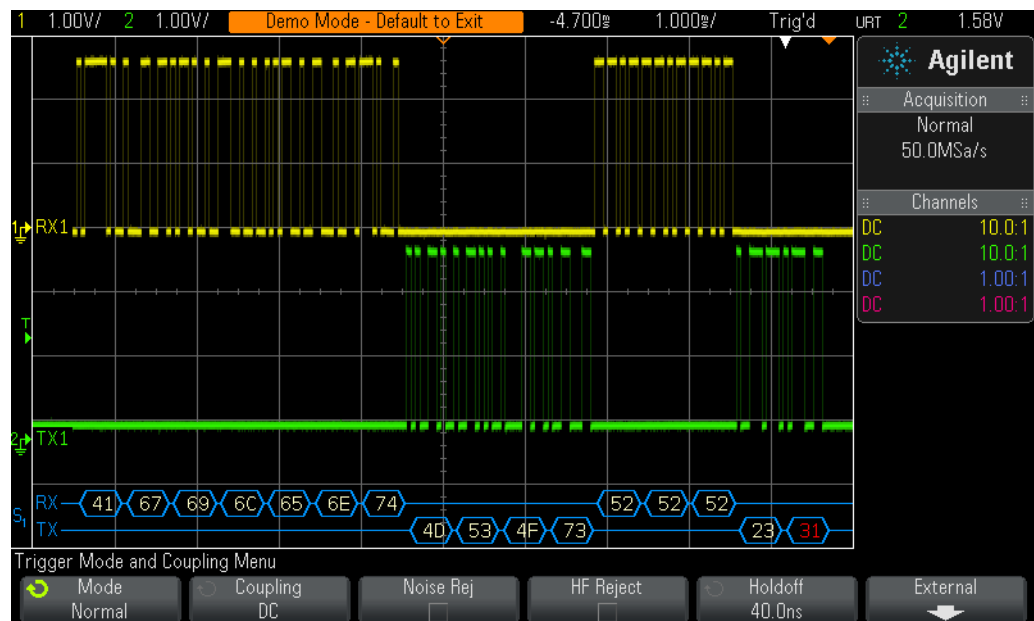 1 1.00V/ 2 1.00V/ Demo Mode - Default to Exit -4.700s 1.000s/ Trig'd URT 2 1.58V
Agilent
Acquisition
Normal
50.0MSa/s
Channels
DC 10.0:1
DC 10.0:1
DC 1.00:1
DC 1.00:1
1 RX1
T
2 TX1
S1
RX 41 67 69 6C 65 6E 74 52 52 52
TX 4D 53 4F 73 23 31
Trigger Mode and Coupling Menu
Mode Coupling Noise Rej HF Reject Holdoff External
Normal DC 40.0ns